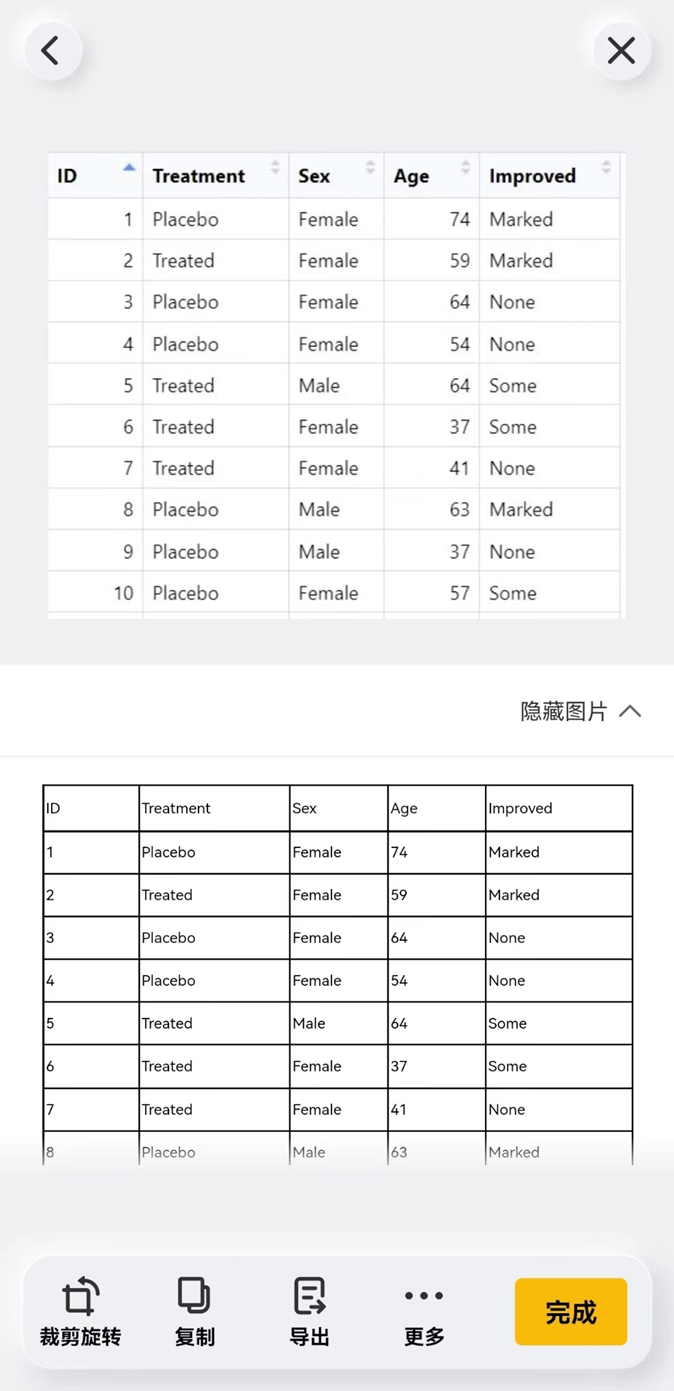 ID Treatment Sex Age Improved
1 Placebo Female 74 Marked
2 Treated Female 59 Marked
3 Placebo Female 64 None
4 Placebo Female 54 None
5 Treated Male 64 Some
6 Treated Female 37 Some
7 Treated Female 41 None
8 Placebo Male 63 Marked
9 Placebo Male 37 None
10 Placebo Female 57 Some
隐藏图片
ID Treatment Sex Age Improved
1 Placebo Female 74 Marked
2 Treated Female 59 Marked
3 Placebo Female 64 None
4 Placebo Female 54 None
5 Treated Male 64 Some
6 Treated Female 37 Some
7 Treated Female 41 None
8 Placebo Male 63 Marked
裁剪旋转 复制 导出 更多 完成